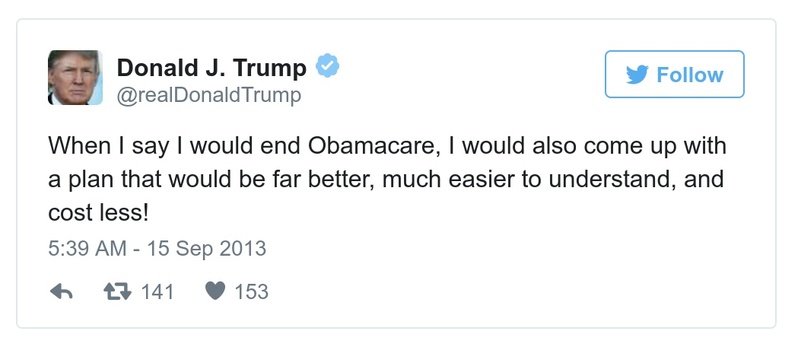 Donald J. Trump
@realDonaldTrump
Follow
When I say I would end Obamacare, I would also come up with
a plan that would be far better, much easier to understand, and
cost less!
5:39 AM - 15 Sep 2013
141 153